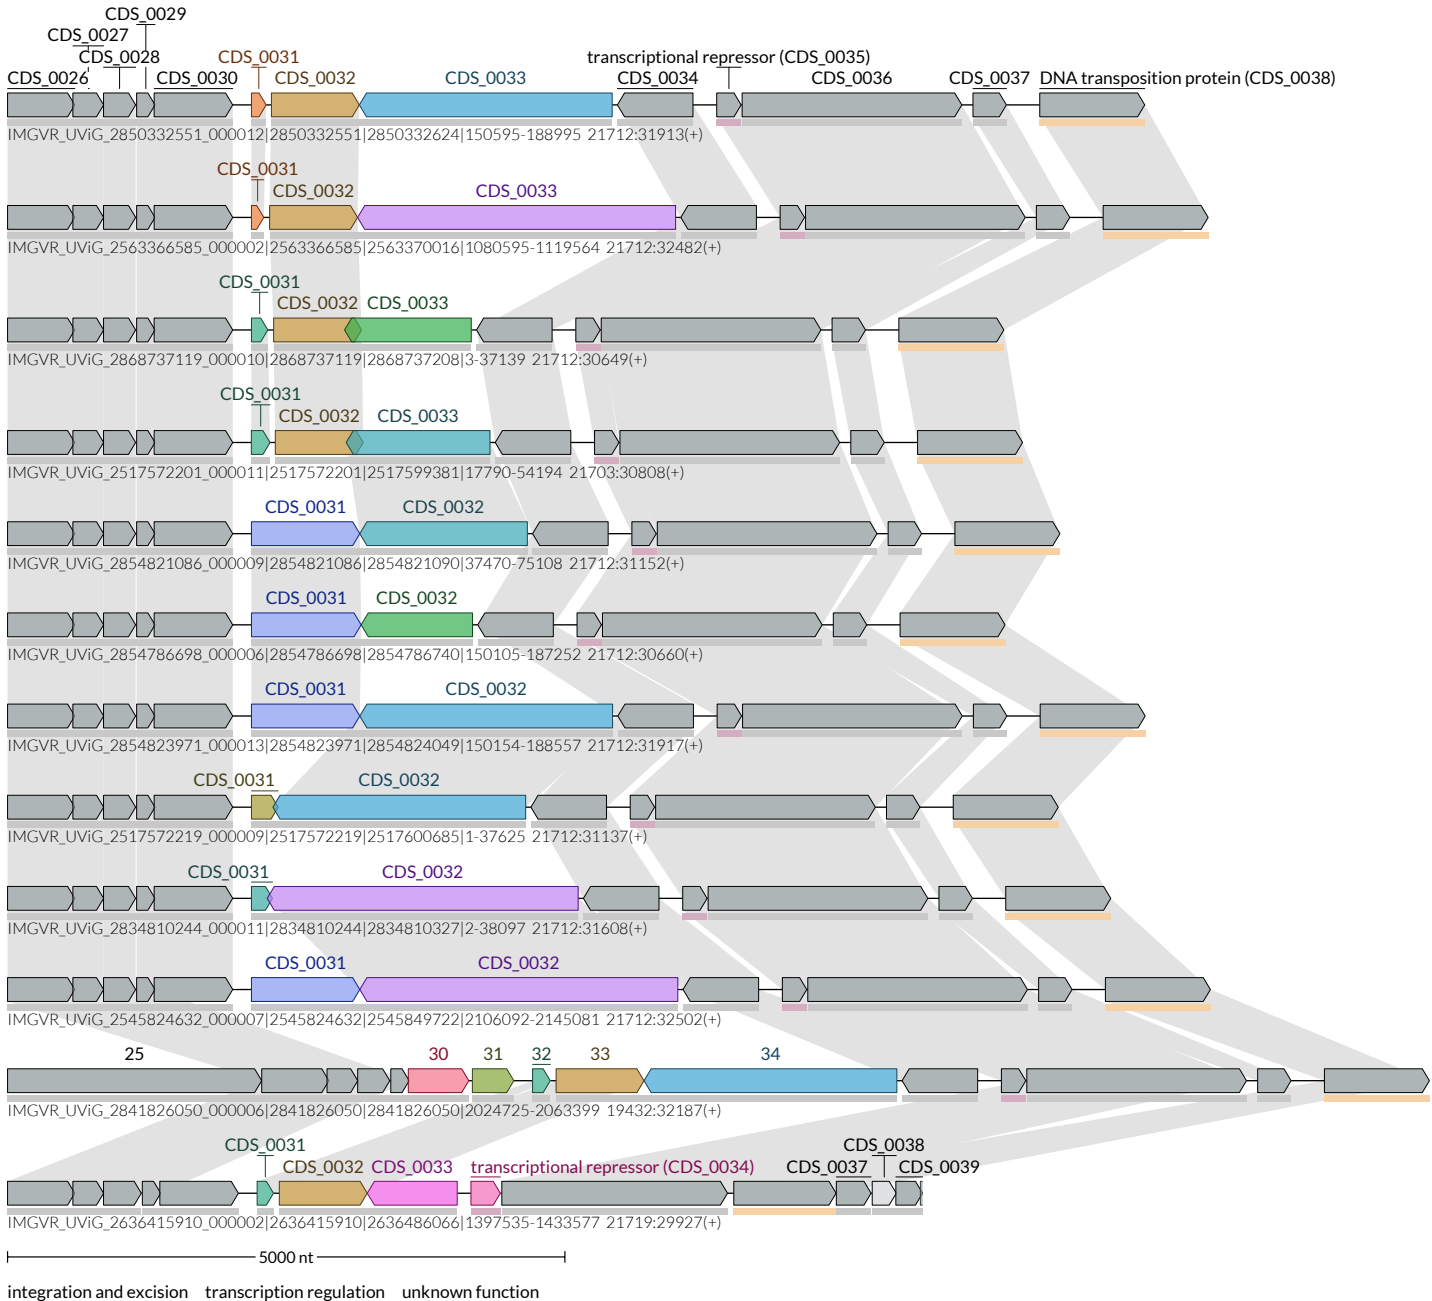 CDS_0029
CDS_0027
CDS_0028 CDS_0031 transcriptional repressor (CDS_0035)
CDS_0026 CDS_0030 CDS_0032 CDS_0033 CDS_0034 CDS_0036 CDS_0037 DNA transposition protein (CDS_0038)
IMGVR_UViG_2850332551_000012|2850332551|2850332624|150595-188995 21712:31913(+)
CDS_0031
CDS_0032 CDS_0033
IMGVR_UViG_2563366585_000002|2563366585|2563370016|1080595-1119564 21712:32482(+)
CDS_0031
CDS_0032 CDS_0033
IMGVR_UViG_2868737119_000010|2868737119|2868737208|3-37139 21712:30649(+)
CDS_0031
CDS_0032 CDS_0033
IMGVR_UViG_2517572201_000011|2517572201|2517599381|17790-54194 21703:30808(+)
CDS_0031 CDS_0032
IMGVR_UViG_2854821086_000009|2854821086|2854821090|37470-75108 21712:31152(+)
CDS_0031 CDS_0032
IMGVR_UViG_2854786698_000006|2854786698|2854786740|150105-187252 21712:30660(+)
CDS_0031 CDS_0032
IMGVR_UViG_2854823971_000013|2854823971|2854824049|150154-188557 21712:31917(+)
CDS_0031 CDS_0032
IMGVR_UViG_2517572219_000009|2517572219|2517600685|1-37625 21712:31137(+)
CDS_0031 CDS_0032
IMGVR_UViG_2834810244_000011|2834810244|2834810327|2-38097 21712:31608(+)
CDS_0031 CDS_0032
IMGVR_UViG_2545824632_000007|2545824632|2545849722|2106092-2145081 21712:32502(+)
25 30 31 32 33 34
IMGVR_UViG_2841826050_000006|2841826050|2841826050|2024725-2063399 19432:32187(+)
CDS_0031 CDS_0038
CDS_0032 CDS_0033 transcriptional repressor (CDS_0034) CDS_0037 CDS_0039
IMGVR_UViG_2636415910_000002|2636415910|2636486066|1397535-1433577 21719:29927(+)
5000 nt
integration and excision transcription regulation unknown function